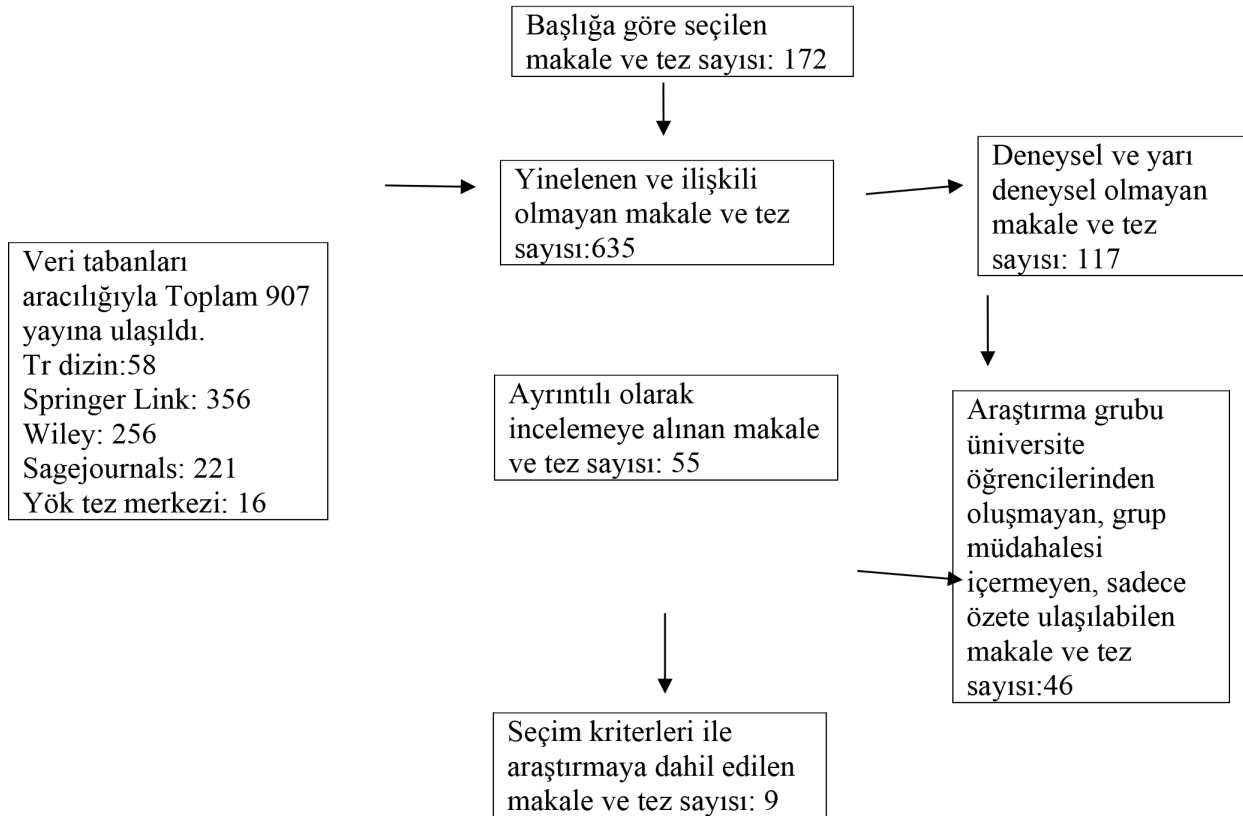 Başlığa göre seçilen
makale ve tez sayısı: 172
Yinelenen ve ilişkili
olmayan makale ve tez
sayısı:635
Deneysel ve yarı
deneysel olmayan
makale ve tez
sayısı: 117
Veri tabanları
aracılığıyla Toplam 907
yayına ulaşıldı.
Tr dizin:58
Springer Link: 356
Wiley: 256
Sagejournals: 221
Yök tez merkezi: 16
Ayrıntılı olarak
incelemeye alınan makale
ve tez sayısı: 55
Araştırma grubu
üniversite
öğrencilerinden
oluşmayan, grup
müdahalesi
içermeyen, sadece
özete ulaşılabilen
makale ve tez
sayısı:46
Seçim kriterleri ile
araştırmaya dahil edilen
makale ve tez sayısı: 9